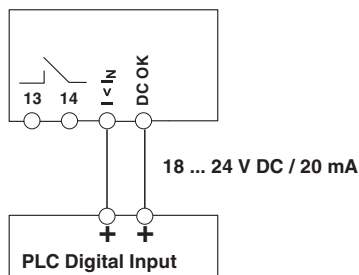 13 14 I < IN DC OK
18 ... 24 V DC / 20 mA
+ +
PLC Digital Input